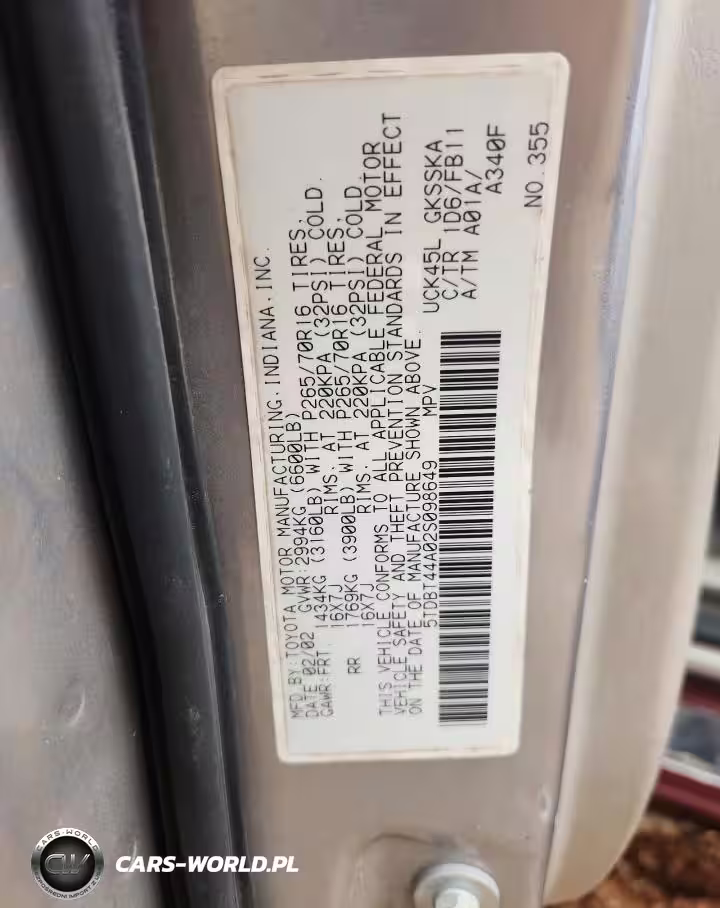 MFD.BY:TOYOTA MOTOR MANUFACTURING,INDIANA,INC.
DATE:02/02 GVWR:2994KG(6600LB)
GAWR:FRT. 1434KG(3160LB)WITH P265/70R16 TIRES,
16X7J RIMS, AT 220KPA(32PSI)COLD.
RR 1769KG(3900LB)WITH P265/70R16 TIRES,
16X7J RIMS, AT 220KPA(32PSI)COLD.
THIS VEHICLE CONFORMS TO ALL APPLICABLE FEDERAL MOTOR
VEHICLE SAFETY AND THEFT PREVENTION STANDARDS IN EFFECT
ON THE DATE OF MANUFACTURE SHOWN ABOVE.
5TDBT44A02S098649 MPV
UCK45L GKSSKA
C/TR 1D6/FB11
A/TM A01A/
A340F
NO.355
CARS-WORLD
CW
CARS-WORLD.PL